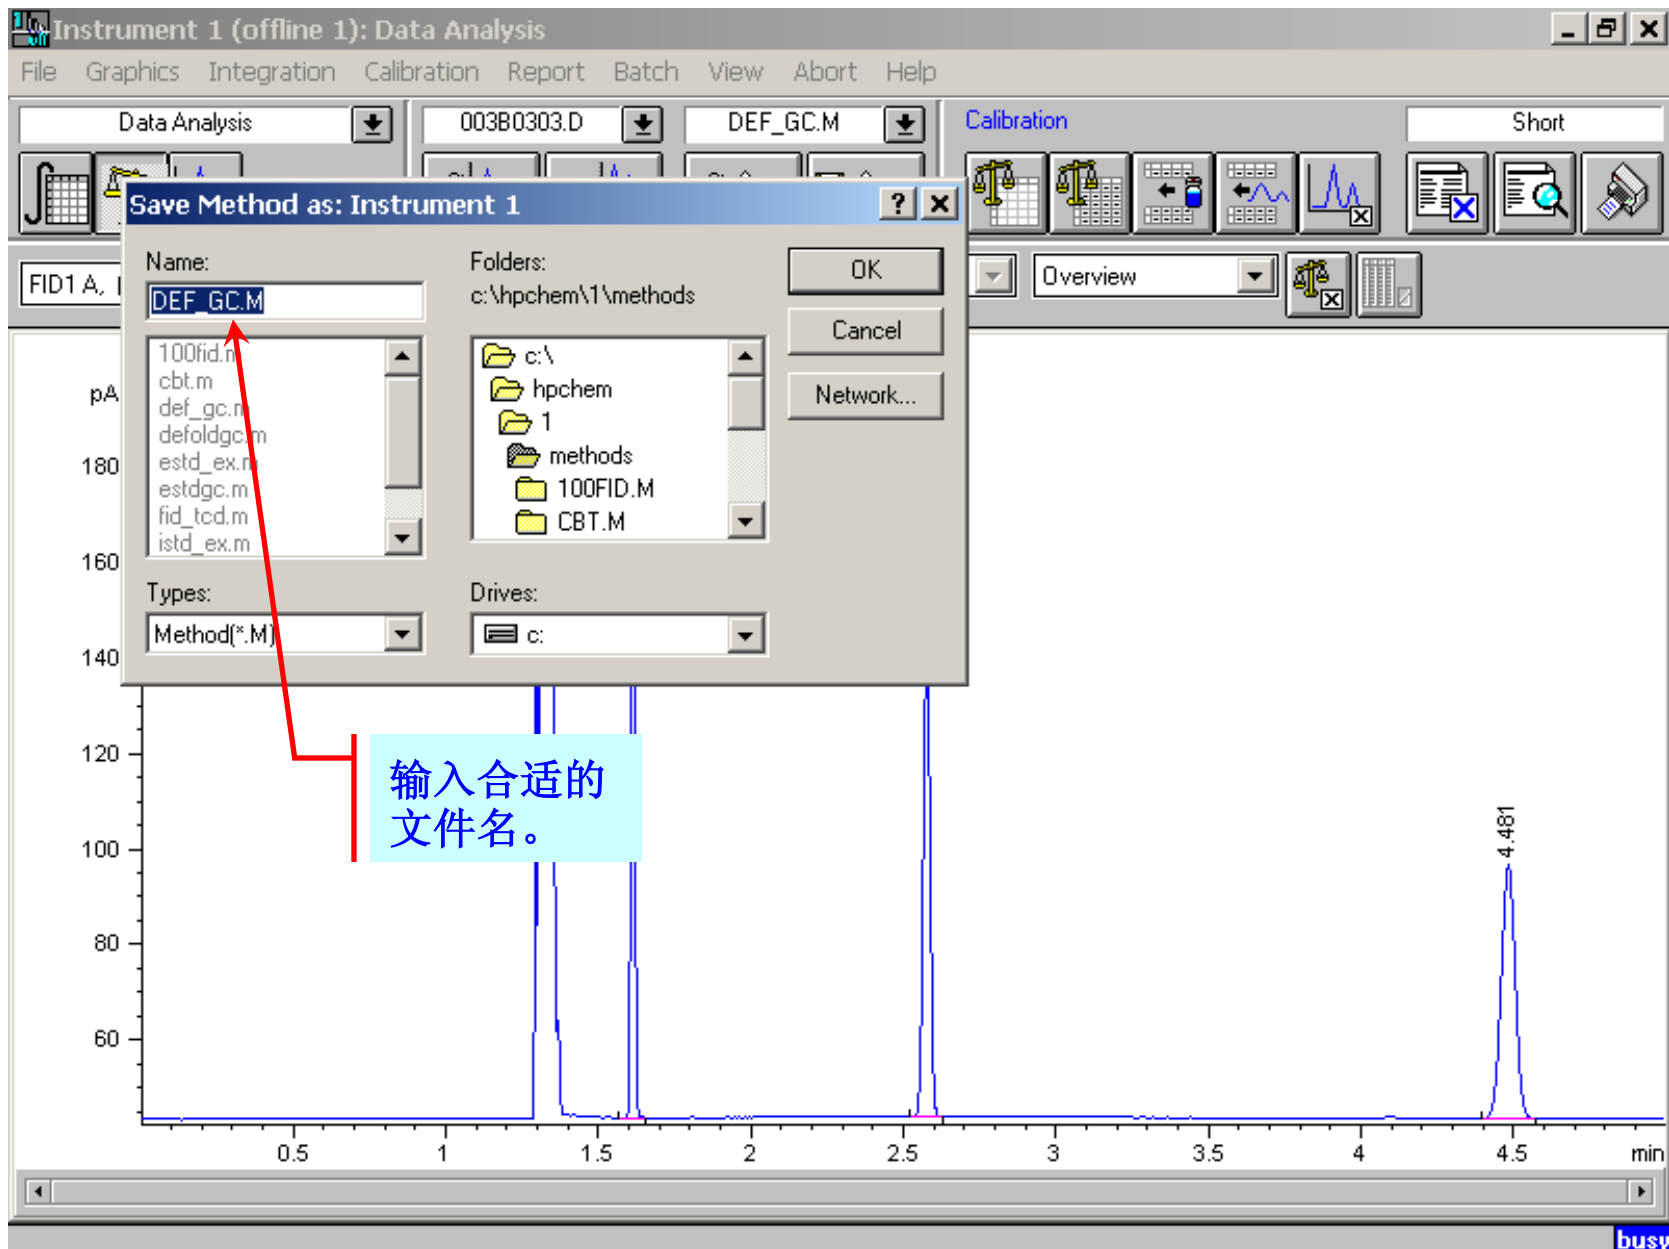 Instrument 1 (offline 1): Data Analysis
File Graphics Integration Calibration Report Batch View Abort Help
Data Analysis
003B0303.D
DEF_GC.M
Calibration
Short
Save Method as: Instrument 1
Name:
DEF_GC.M
100fid.m
cbt.m
def_gc.m
defoldgc.m
estd_ex.m
estdgc.m
fid_tcd.m
istd_ex.m
Types:
Method(*.M)
Folders:
c:\hpchem\1\methods
c:\
hpchem
1
methods
100FID.M
CBT.M
Drives:
c:
OK
Cancel
Network...
FID1 A,
Overview
pA
180
160
140
120
100
80
60
输入合适的
文件名。
4.481
0.5 1 1.5 2 2.5 3 3.5 4 4.5 min
busy